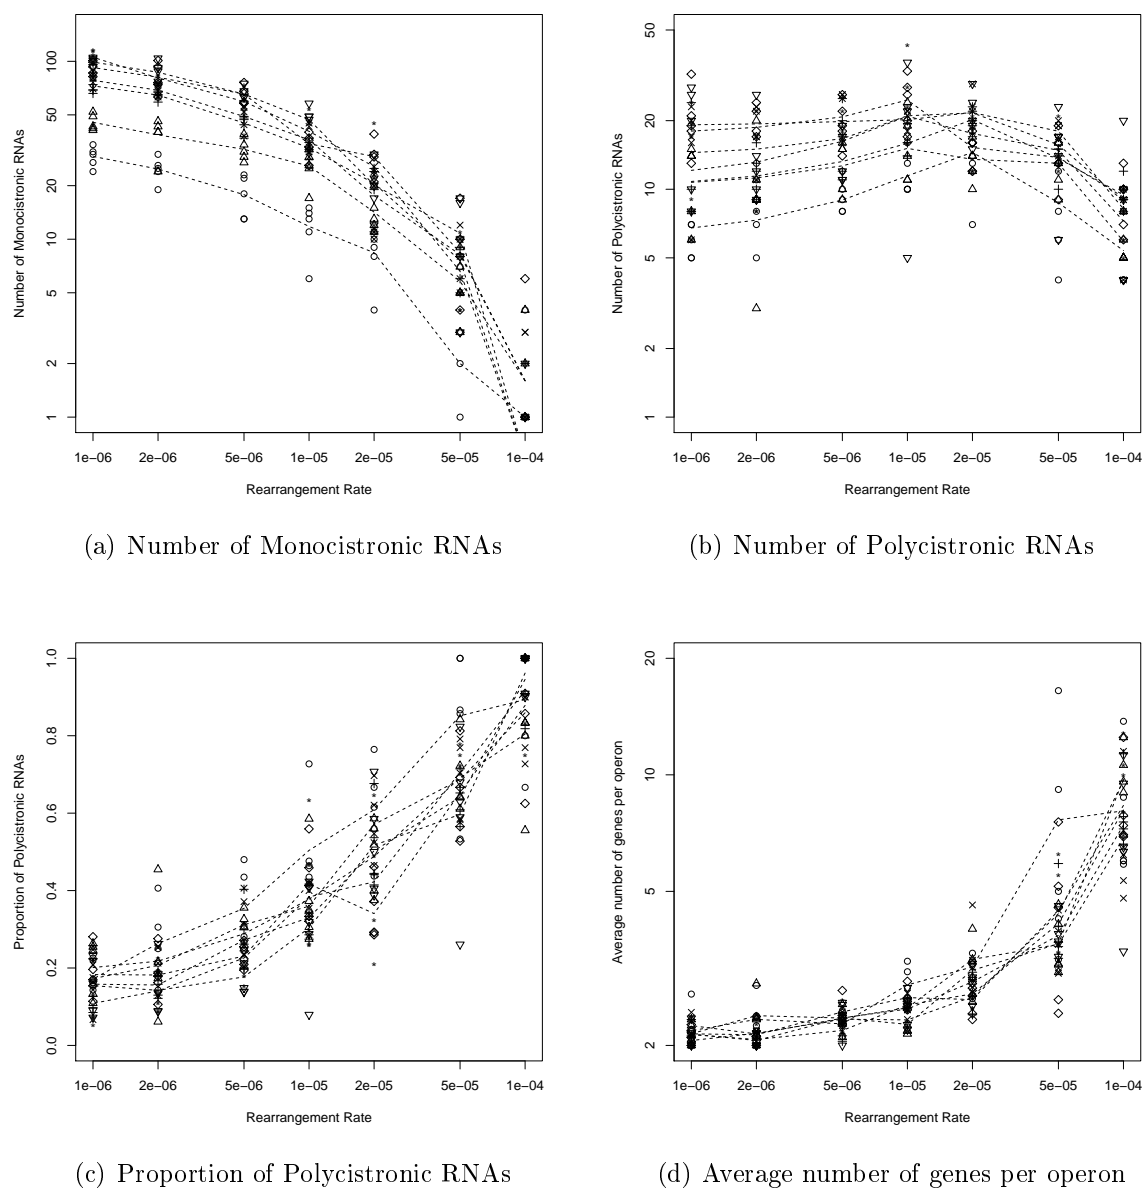 100
50
20
10
5
2
1
Number of Monocistronic RNAs
1e−06 2e−06 5e−06 1e−05 2e−05 5e−05 1e−04
Rearrangement Rate
(a) Number of Monocistronic RNAs
50
20
10
5
2
1
Number of Polycistronic RNAs
1e−06 2e−06 5e−06 1e−05 2e−05 5e−05 1e−04
Rearrangement Rate
(b) Number of Polycistronic RNAs
1.0
0.8
0.6
0.4
0.2
0.0
Proportion of Polycistronic RNAs
1e−06 2e−06 5e−06 1e−05 2e−05 5e−05 1e−04
Rearrangement Rate
(c) Proportion of Polycistronic RNAs
20
10
5
2
Average number of genes per operon
1e−06 2e−06 5e−06 1e−05 2e−05 5e−05 1e−04
Rearrangement Rate
(d) Average number of genes per operon